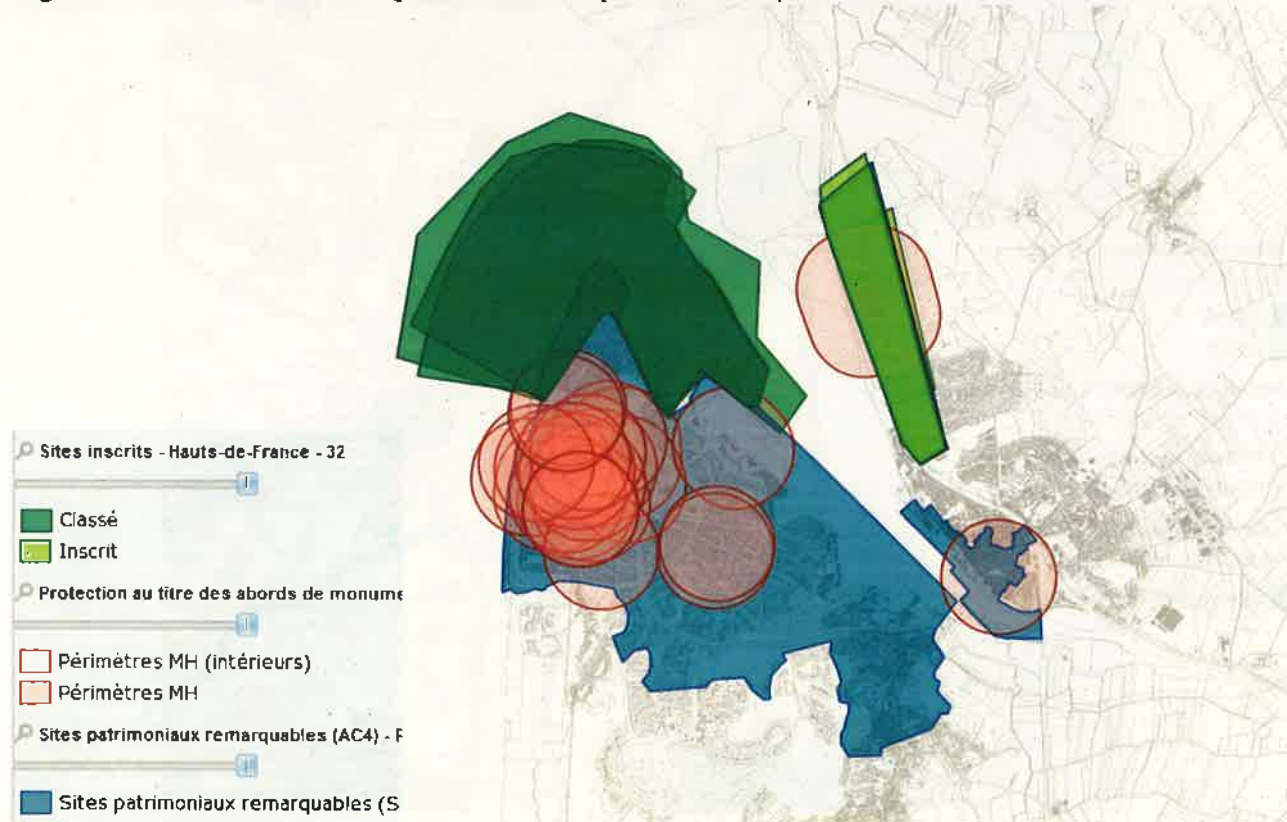 Sites inscrits - Hauts-de-France - 32
Classé
Inscrit
Protection au titre des abords de monume
Périmètres MH (intérieurs)
Périmètres MH
Sites patrimoniaux remarquables (AC4) - F
Sites patrimoniaux remarquables (S